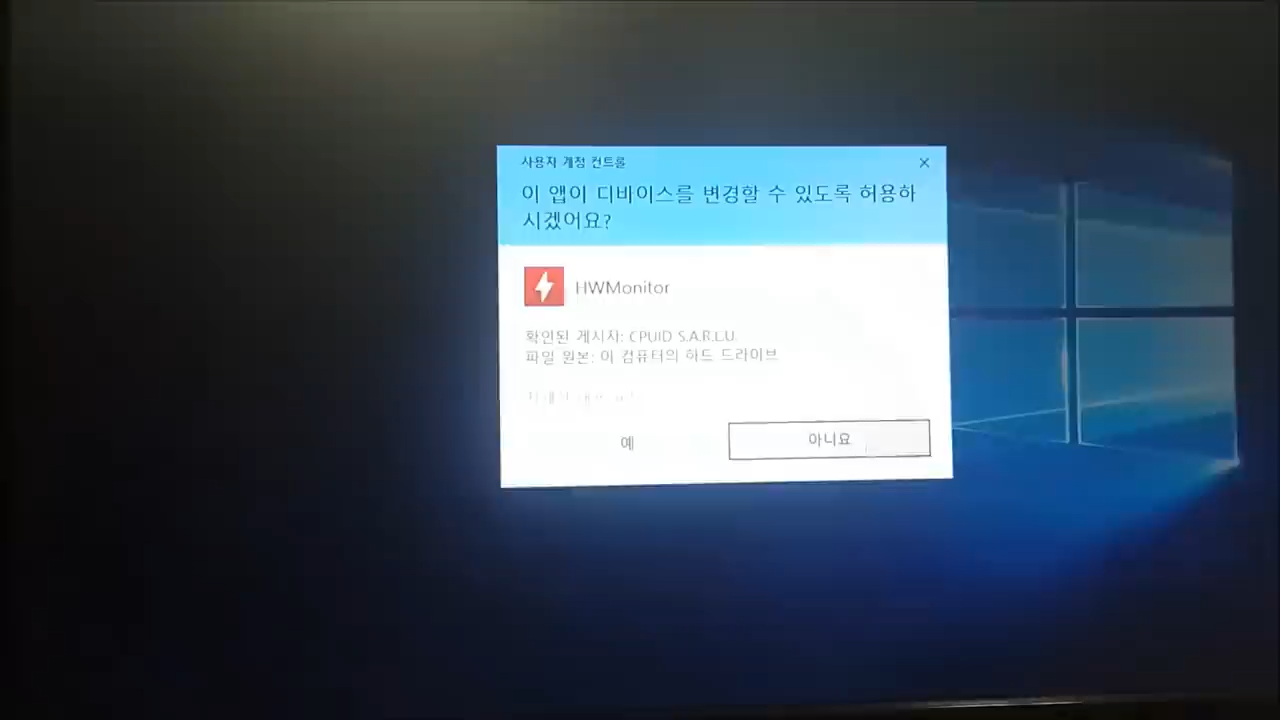 사용자 계정 컨트롤
이 앱이 디바이스를 변경할 수 있도록 허용하
시겠어요?
HWMonitor
확인된 게시자: CPUID S.A.R.L.U.
파일 원본: 이 컴퓨터의 하드 드라이브
예
아니요